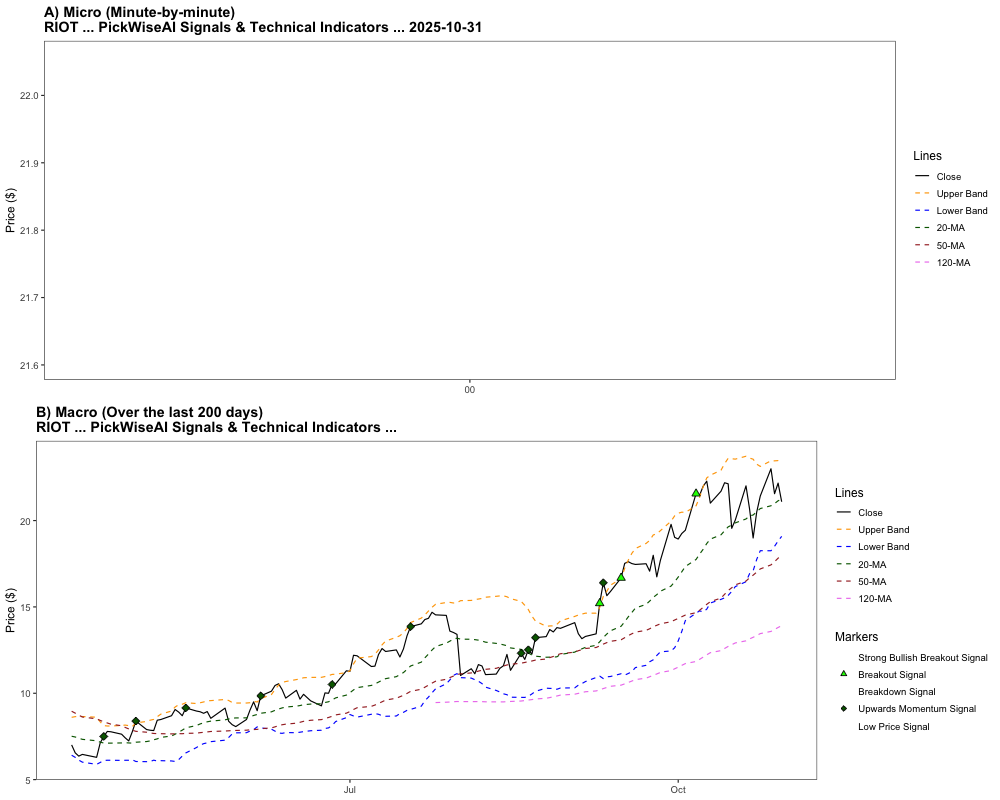 A) Micro (Minute-by-minute)
RIOT ... PickWiseAI Signals & Technical Indicators ... 2025-10-31
Price ($)
22.0
21.9
21.8
21.7
21.6
00
Lines
Close
Upper Band
Lower Band
20-MA
50-MA
120-MA
B) Macro (Over the last 200 days)
RIOT ... PickWiseAI Signals & Technical Indicators ...
Price ($)
20
15
10
5
Jul
Oct
Lines
Close
Upper Band
Lower Band
20-MA
50-MA
120-MA
Markers
Strong Bullish Breakout Signal
Breakout Signal
Breakdown Signal
Upwards Momentum Signal
Low Price Signal